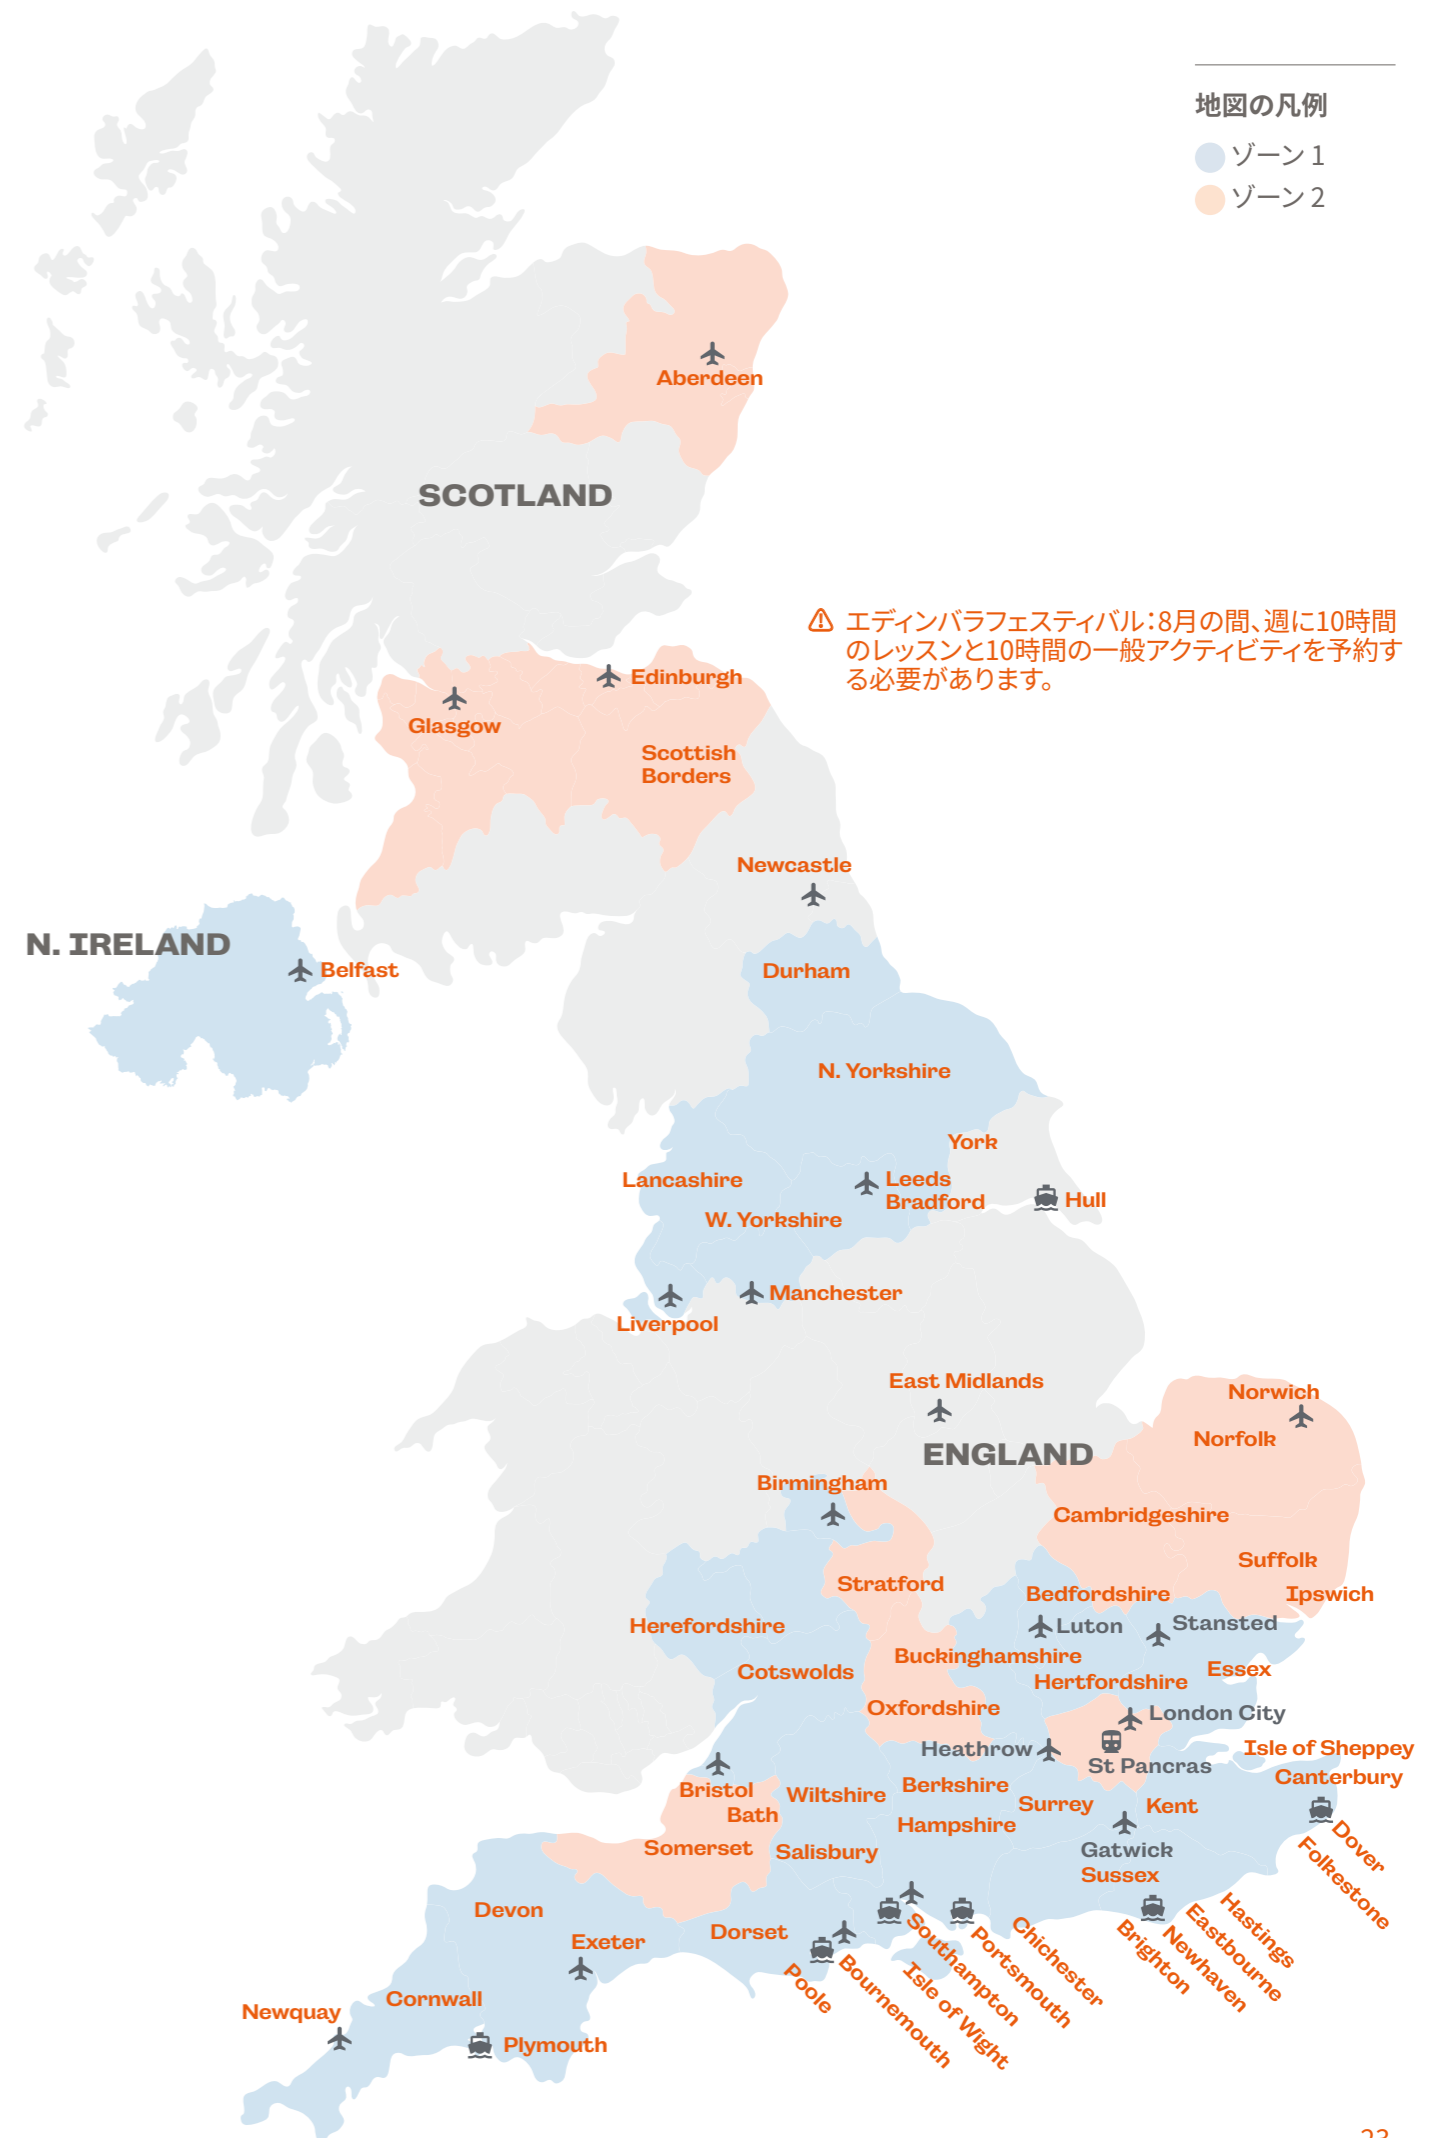 地図の凡例
ゾーン 1
ゾーン 2
Aberdeen
SCOTLAND
エディンバラフェスティバル：8月の間、週に10時間
のレッスンと10時間の一般アクティビティを予約す
る必要があります。
Edinburgh
Glasgow
Scottish
Borders
Newcastle
N. IRELAND
Belfast
Durham
N. Yorkshire
York
Lancashire
Leeds
Bradford
Hull
W. Yorkshire
Manchester
Liverpool
East Midlands
Norwich
Norfolk
ENGLAND
Birmingham
Cambridgeshire
Suffolk
Stratford
Bedfordshire
Ipswich
Herefordshire
Luton
Stansted
Buckinghamshire
Cotswolds
Hertfordshire
Essex
Oxfordshire
London City
Heathrow
Isle of Sheppey
St Pancras
Canterbury
Bristol
Wiltshire
Berkshire
Surrey
Kent
Bath
Hampshire
Somerset
Salisbury
Gatwick
Sussex
Dover
Folkestone
Devon
Dorset
Exeter
Hastings
Eastbourne
Newhaven
Brighton
Chichester
Portsmouth
Southampton
Isle of Wight
Bournemouth
Poole
Cornwall
Newquay
Plymouth
23